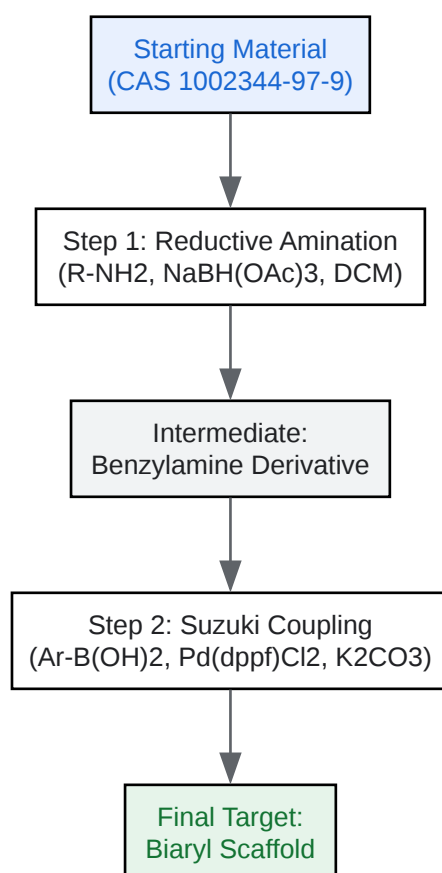 Starting Material
(CAS 1002344-97-9)
Step 1: Reductive Amination
(R-NH2, NaBH(OAc)3, DCM)
Intermediate:
Benzylamine Derivative
Step 2: Suzuki Coupling
(Ar-B(OH)2, Pd(dppf)Cl2, K2CO3)
Final Target:
Biaryl Scaffold